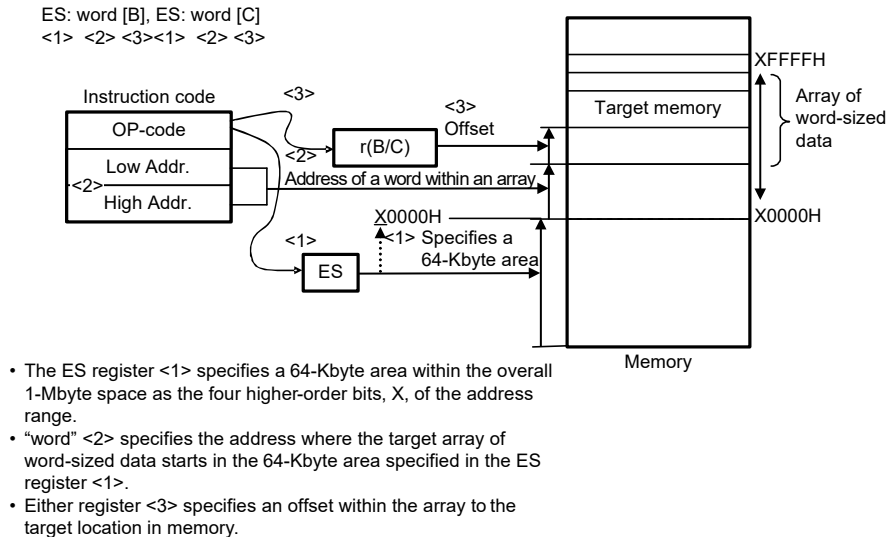 ES: word [B], ES: word [C]
<1> <2> <3><1> <2> <3>
XFFFFH
Instruction code
<3>
<3>
Offset
Target memory
Array of
word-sized
data
OP-code
r(B/C)
<2>
Low Addr.
<2>
Address of a word within an array
High Addr.
X0000H
X0000H
<1>
<1> Specifies a
64-Kbyte area
ES
Memory
• The ES register <1> specifies a 64-Kbyte area within the overall
1-Mbyte space as the four higher-order bits, X, of the address
range.
• “word” <2> specifies the address where the target array of
word-sized data starts in the 64-Kbyte area specified in the ES
register <1>.
• Either register <3> specifies an offset within the array to the
target location in memory.